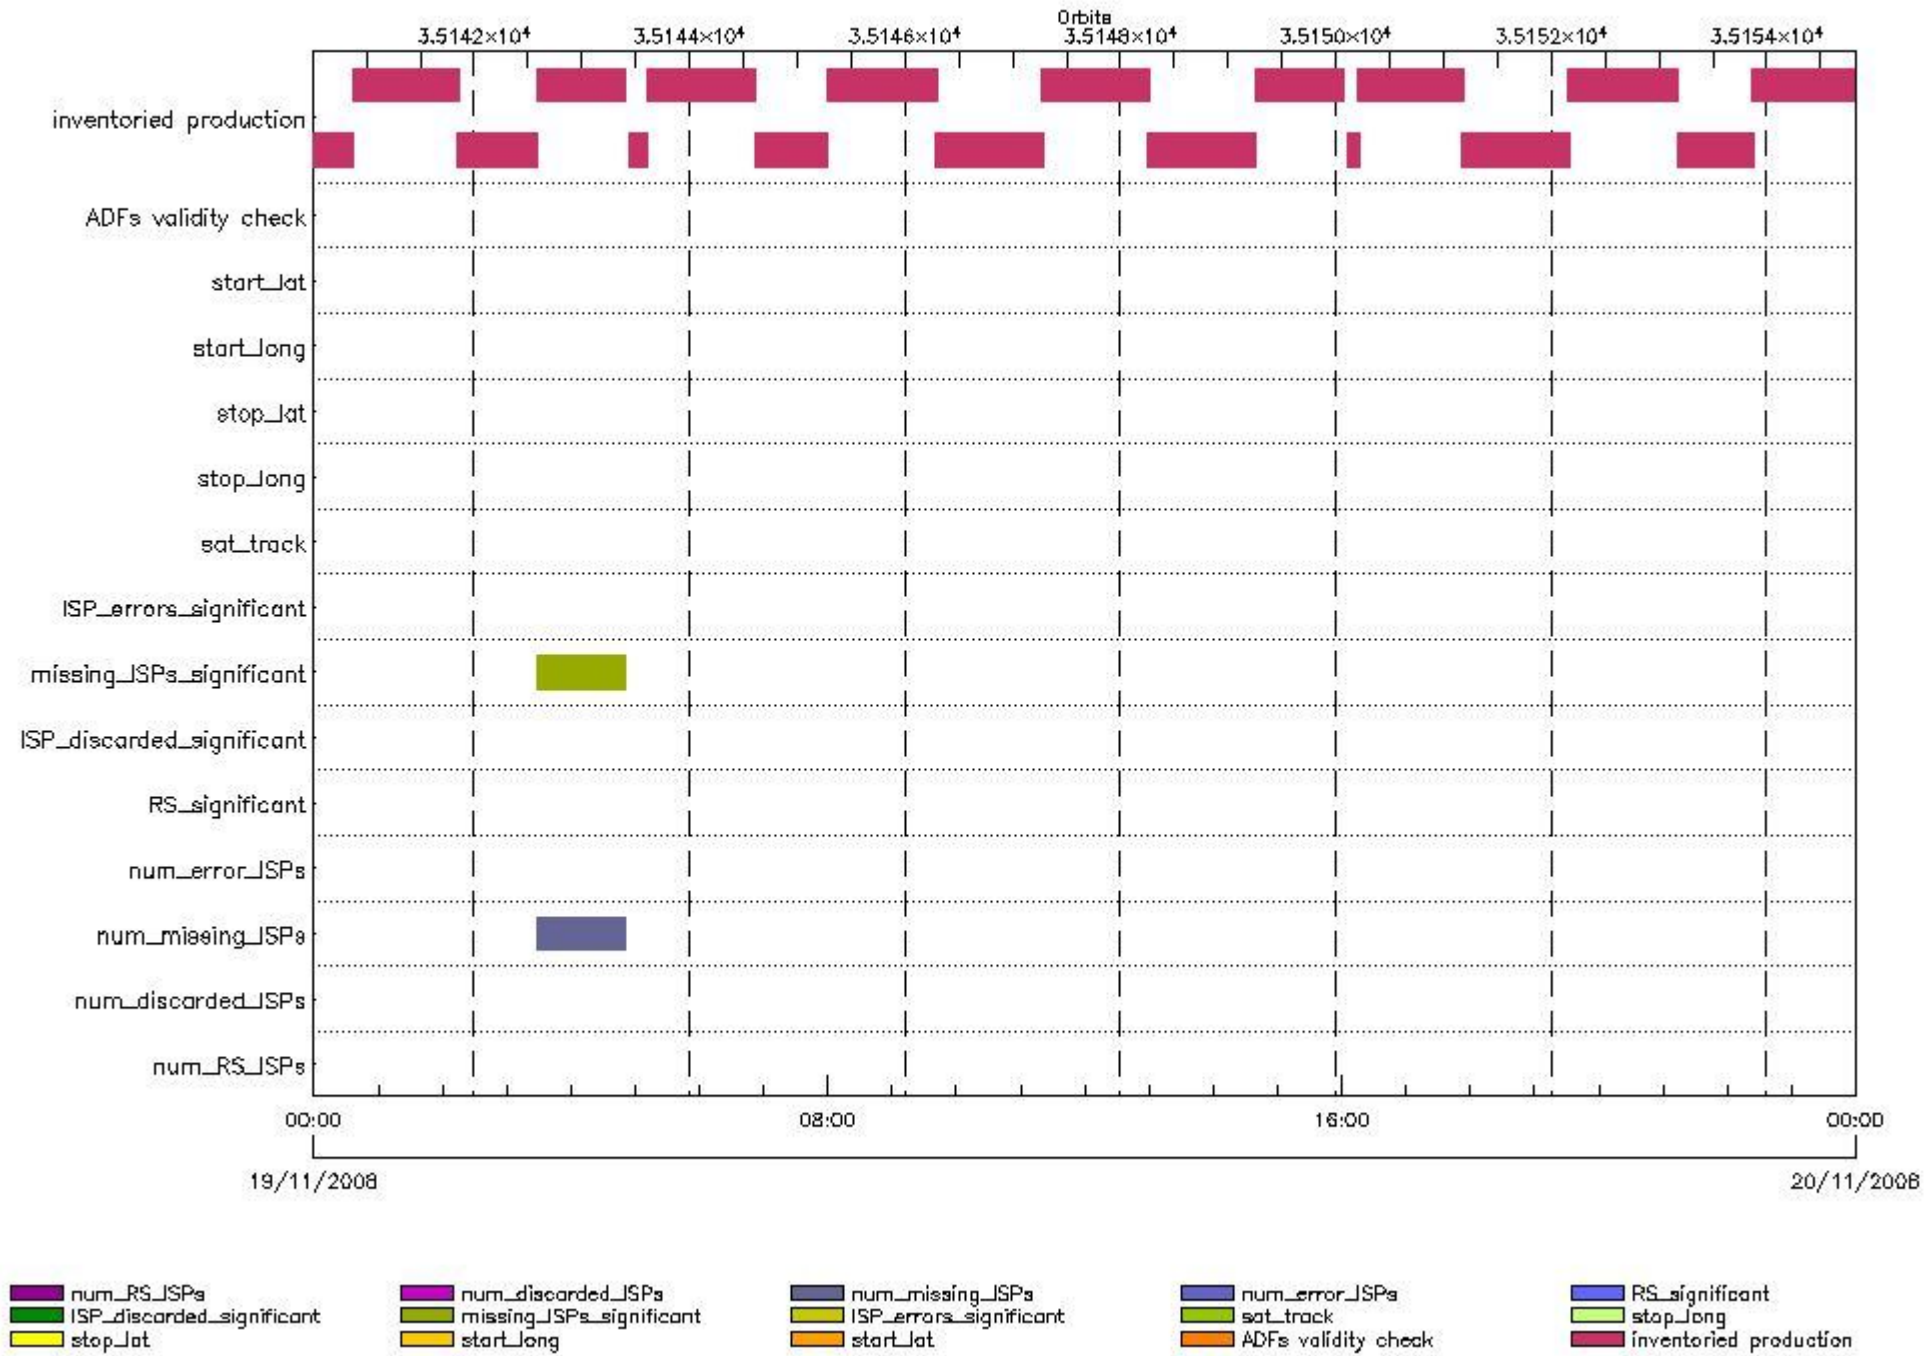 Orbits
3.5142×10⁴ 3.5144×10⁴ 3.5146×10⁴ 3.5148×10⁴ 3.5150×10⁴ 3.5152×10⁴ 3.5154×10⁴
inventoried production
ADFs validity check
start_lat
start_long
stop_lat
stop_long
sat_track
ISP_errors_significant
missing_ISPs_significant
ISP_discarded_significant
RS_significant
num_error_ISPs
num_missing_ISPs
num_discarded_ISPs
num_RS_ISPs
00:00 08:00 16:00 00:00
19/11/2008 20/11/2008
num_RS_ISPs num_discarded_ISPs num_missing_ISPs num_error_ISPs RS_significant
ISP_discarded_significant missing_ISPs_significant ISP_errors_significant sat_track stop_long
stop_lat start_long start_lat ADFs validity check inventoried production